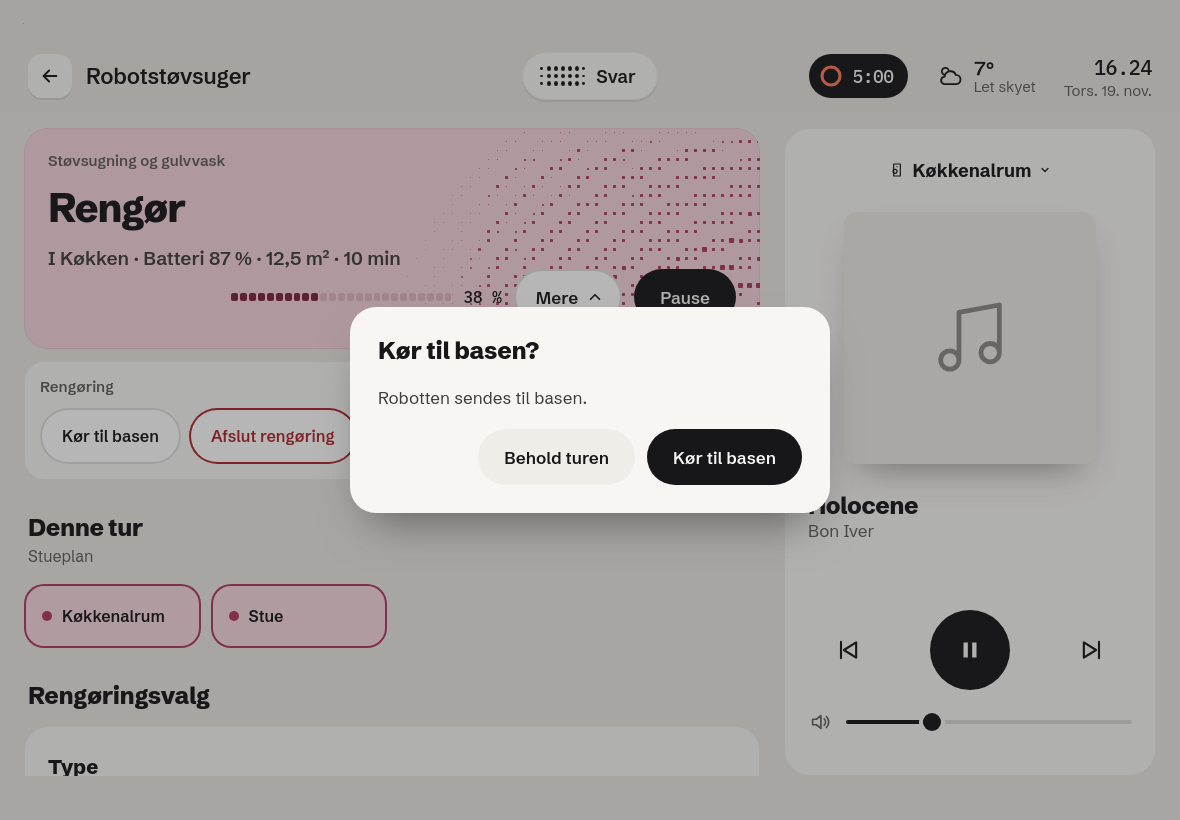 Robotstøvsuger
Svar
5:00
7°
Let skyet
16.24
Tors. 19. nov.
Støvsugning og gulvvask
Rengør
I Køkken · Batteri 87 % · 12,5 m² · 10 min
38 %
Mere
Pause
Køkkenalrum
Kør til basen?
Robotten sendes til basen.
Behold turen
Kør til basen
Rengøring
Kør til basen
Afslut rengøring
Holocene
Bon Iver
Denne tur
Stueplan
Køkkenalrum
Stue
Rengøringsvalg
Type